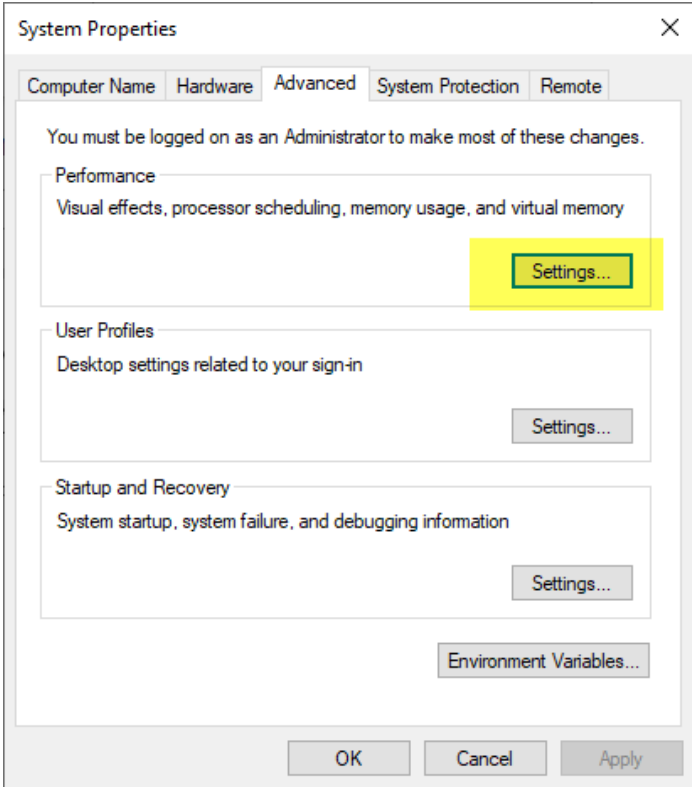 System Properties
Computer Name Hardware Advanced System Protection Remote
You must be logged on as an Administrator to make most of these changes.
Performance
Visual effects, processor scheduling, memory usage, and virtual memory
Settings...
User Profiles
Desktop settings related to your sign-in
Settings...
Startup and Recovery
System startup, system failure, and debugging information
Settings...
Environment Variables...
OK Cancel Apply